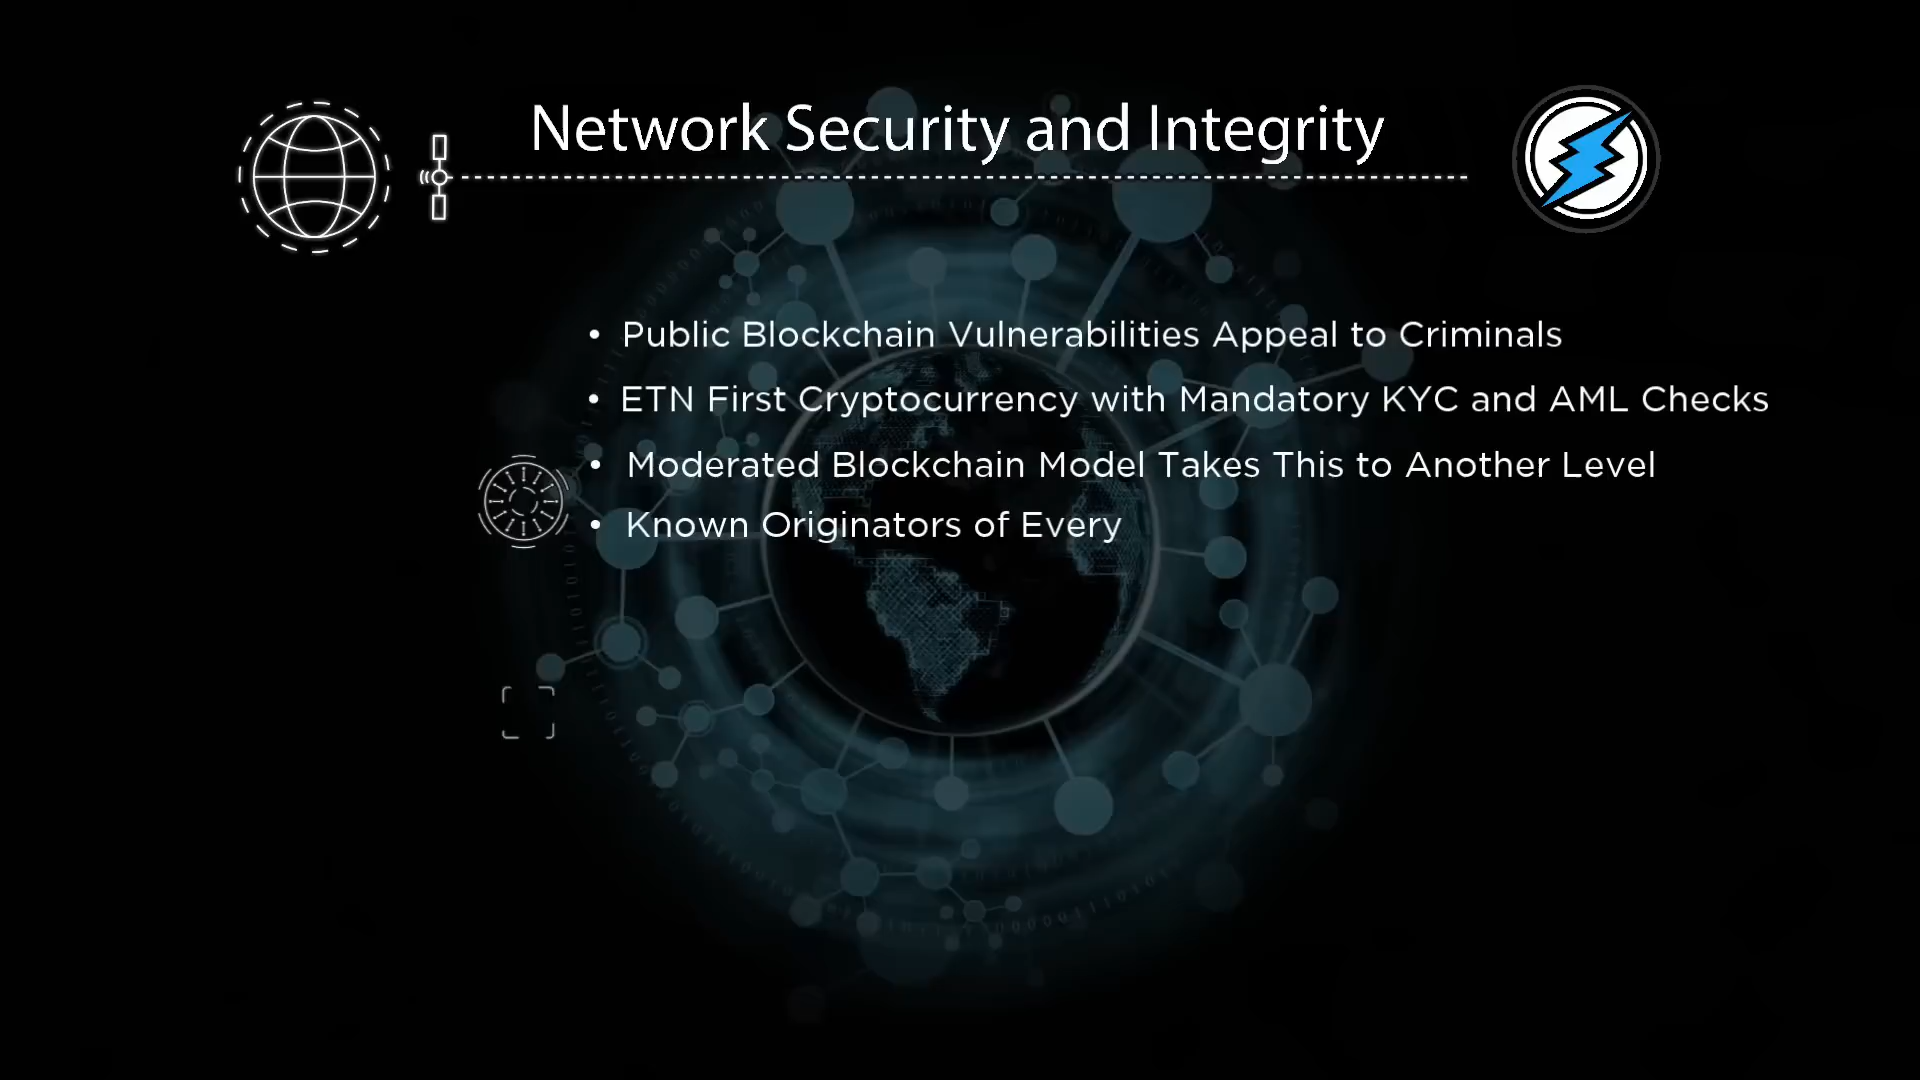 Network Security and Integrity
• Public Blockchain Vulnerabilities Appeal to Criminals
• ETN First Cryptocurrency with Mandatory KYC and AML Checks
• Moderated Blockchain Model Takes This to Another Level
• Known Originators of Every